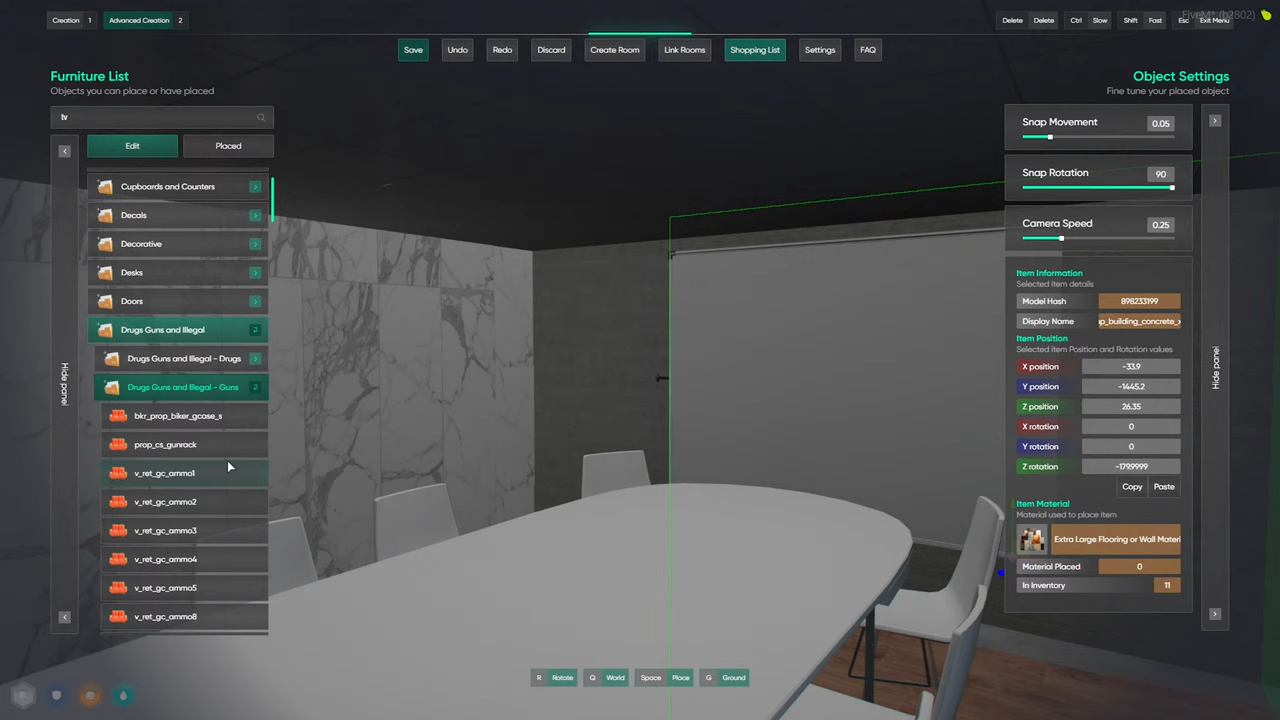 Creation 1
Advanced Creation 2
FiveM* (b2802)
Delete Delete
Ctrl Slow
Shift Fast
Esc Exit Menu
Save
Undo
Redo
Discard
Create Room
Link Rooms
Shopping List
Settings
FAQ
Furniture List
Objects you can place or have placed
tv
Edit
Placed
Hide panel
Cupboards and Counters
Decals
Decorative
Desks
Doors
Drugs Guns and Illegal
Drugs Guns and Illegal - Drugs
Drugs Guns and Illegal - Guns
bkr_prop_biker_gcase_s
prop_cs_gunrack
v_ret_gc_ammo1
v_ret_gc_ammo2
v_ret_gc_ammo3
v_ret_gc_ammo4
v_ret_gc_ammo5
v_ret_gc_ammo8
Object Settings
Fine tune your placed object
Snap Movement 0.05
Snap Rotation 90
Camera Speed 0.25
Item Information
Selected item details
Model Hash 898233199
Display Name p_building_concrete_x
Item Position
Selected item Position and Rotation values
X position -33.9
Y position -1445.2
Z position 26.35
X rotation 0
Y rotation 0
Z rotation -179.9999
Copy Paste
Item Material
Material used to place item
Extra Large Flooring or Wall Materi
Material Placed 0
In Inventory 11
Hide panel
R Rotate
Q World
Space Place
G Ground